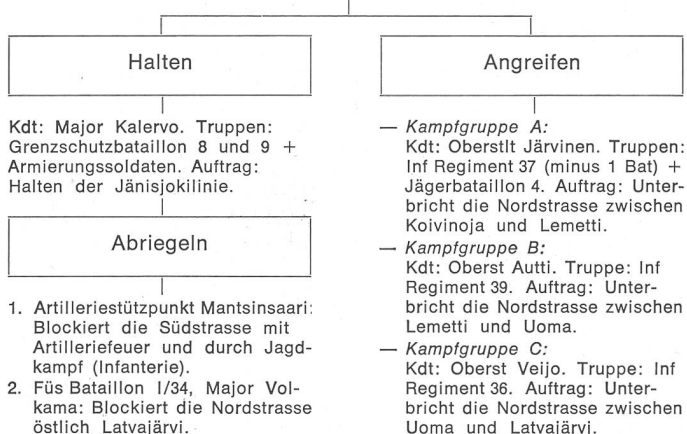 Halten
Kdt: Major Kalervo. Truppen:
Grenzschutzbataillon 8 und 9 +
Armierungssoldaten. Auftrag:
Halten der Jänisjokilinie.
Abriegeln
1. Artilleriestützpunkt Mantsinsaari:
Blockiert die Südstrasse mit
Artilleriefeuer und durch Jagd-
kampf (Infanterie).
2. Füs Bataillon I/34, Major Vol-
kama: Blockiert die Nordstrasse
östlich Latvajärvi.
Angreifen
— Kampfgruppe A:
Kdt: Oberstlt Järvinen. Truppen:
Inf Regiment 37 (minus 1 Bat) +
Jägerbataillon 4. Auftrag: Unter-
bricht die Nordstrasse zwischen
Koivinoja und Lemetti.
— Kampfgruppe B:
Kdt: Oberst Autti. Truppe: Inf
Regiment 39. Auftrag: Unter-
bricht die Nordstrasse zwischen
Lemetti und Uoma.
— Kampfgruppe C:
Kdt: Oberst Veijo. Truppe: Inf
Regiment 36. Auftrag: Unter-
bricht die Nordstrasse zwischen
Uoma und Latvajärvi.